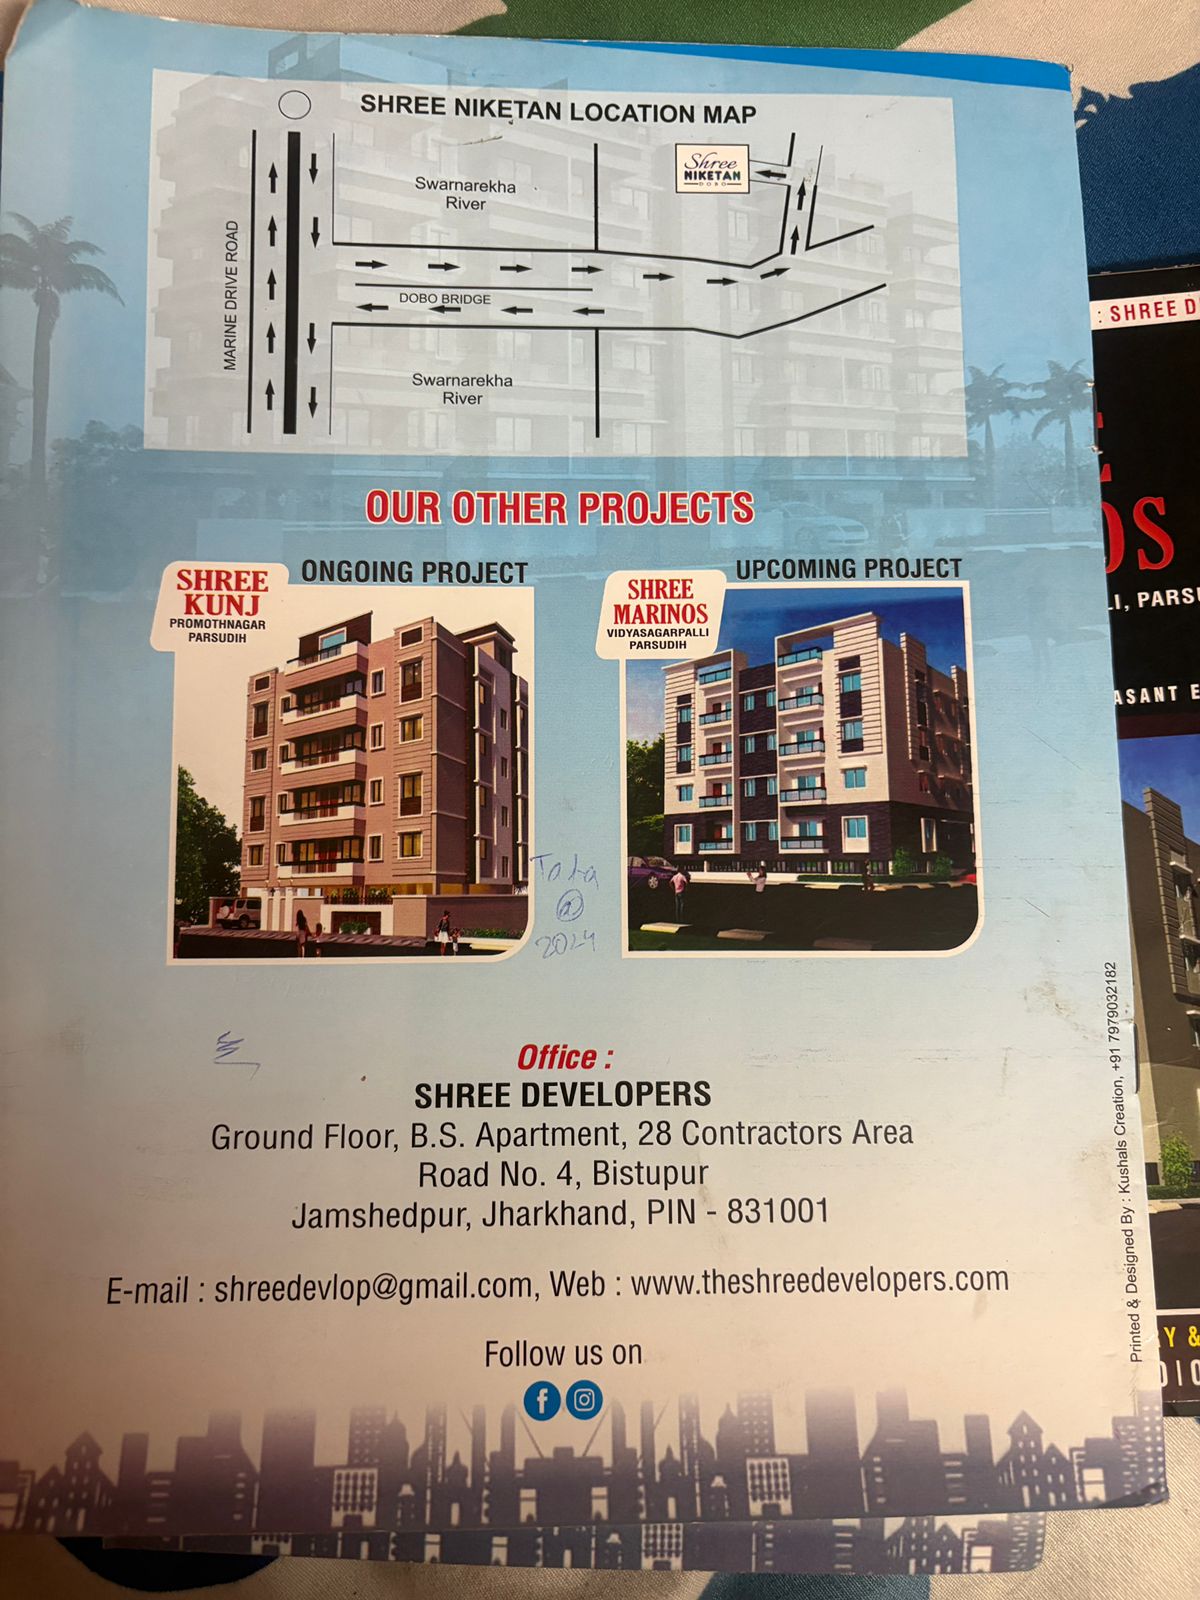 SHREE NIKETAN LOCATION MAP
Swarnarekha
River
Shree
NIKETAN
DOBO
MARINE DRIVE ROAD
DOBO BRIDGE
Swarnarekha
River
OUR OTHER PROJECTS
ONGOING PROJECT
SHREE
KUNJ
PROMOTHNAGAR
PARSUDIH
UPCOMING PROJECT
SHREE
MARINOS
VIDYASAGARPALLI
PARSUDIH
Tata
@
2024
Office :
SHREE DEVELOPERS
Ground Floor, B.S. Apartment, 28 Contractors Area
Road No. 4, Bistupur
Jamshedpur, Jharkhand, PIN - 831001
E-mail : shreedevlop@gmail.com, Web : www.theshreedevelopers.com
Follow us on
Printed & Designed By : Kushals Creation, +91 7979032182
: SHREE D
OS
LI, PARSU
ASANT E
Y &